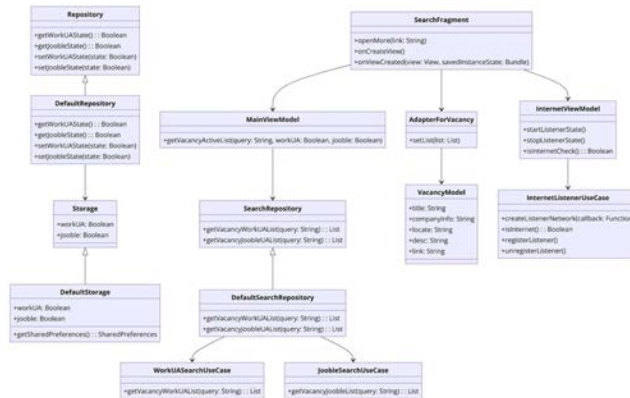 Repository
+getWorkUAState() : : Boolean
+getJoobleState() : : Boolean
+setWorkUAState(state: Boolean)
+setJoobleState(state: Boolean)
DefaultRepository
+getWorkUAState() : : Boolean
+getJoobleState() : : Boolean
+setWorkUAState(state: Boolean)
+setJoobleState(state: Boolean)
Storage
+workUA: Boolean
+jooble: Boolean
DefaultStorage
+workUA: Boolean
+jooble: Boolean
+getSharedPreferences() : : SharedPreferences
SearchFragment
+openMore(link: String)
+onCreateView()
+onViewCreated(view: View, savedInstanceState: Bundle)
MainViewModel
+getVacancyActiveList(query: String, workUA: Boolean, jooble: Boolean)
SearchRepository
+getVacancyWorkUAList(query: String) : : List
+getVacancyJoobleUAList(query: String) : : List
DefaultSearchRepository
+getVacancyWorkUAList(query: String) : : List
+getVacancyJoobleUAList(query: String) : : List
WorkUASearchUseCase
+getVacancyWorkUAList(query: String) : : List
JoobleSearchUseCase
+getVacancyJoobleList(query: String) : : List
AdapterForVacancy
+setList(list: List)
VacancyModel
+title: String
+companyInfo: String
+locate: String
+desc: String
+link: String
InternetViewModel
+startListenerState()
+stopListenerState()
+isInternetCheck() : : Boolean
InternetListenerUseCase
+createListenerNetwork(callback: Function
+isInternet() : : Boolean
+registerListener()
+unregisterListener()